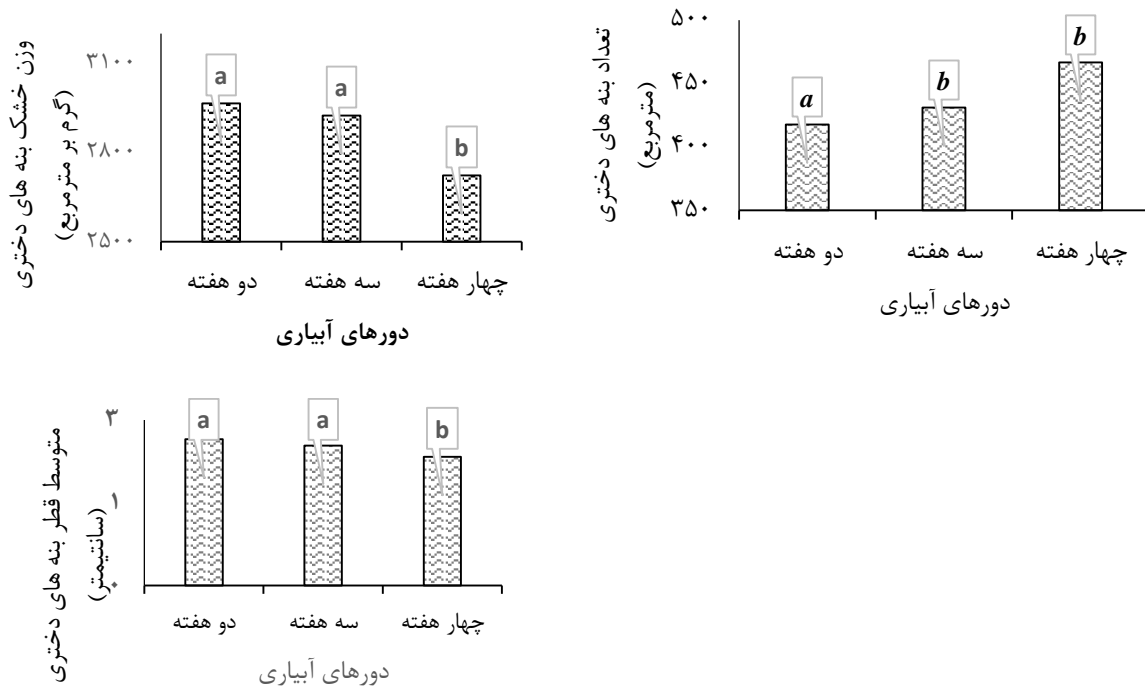 وزن خشک بنه های دختری
(گرم بر مترمربع)
۳۱۰۰
۲۸۰۰
۲۵۰۰
a
a
b
دو هفته
سه هفته
چهار هفته
دورهای آبیاری
تعداد بنه های دختری
(مترمربع)
۵۰۰
۴۵۰
۴۰۰
۳۵۰
a
b
b
دو هفته
سه هفته
چهار هفته
دورهای آبیاری
متوسط قطر بنه های دختری
(سانتیمتر)
۳
۱
۰
a
a
b
دو هفته
سه هفته
چهار هفته
دورهای آبیاری